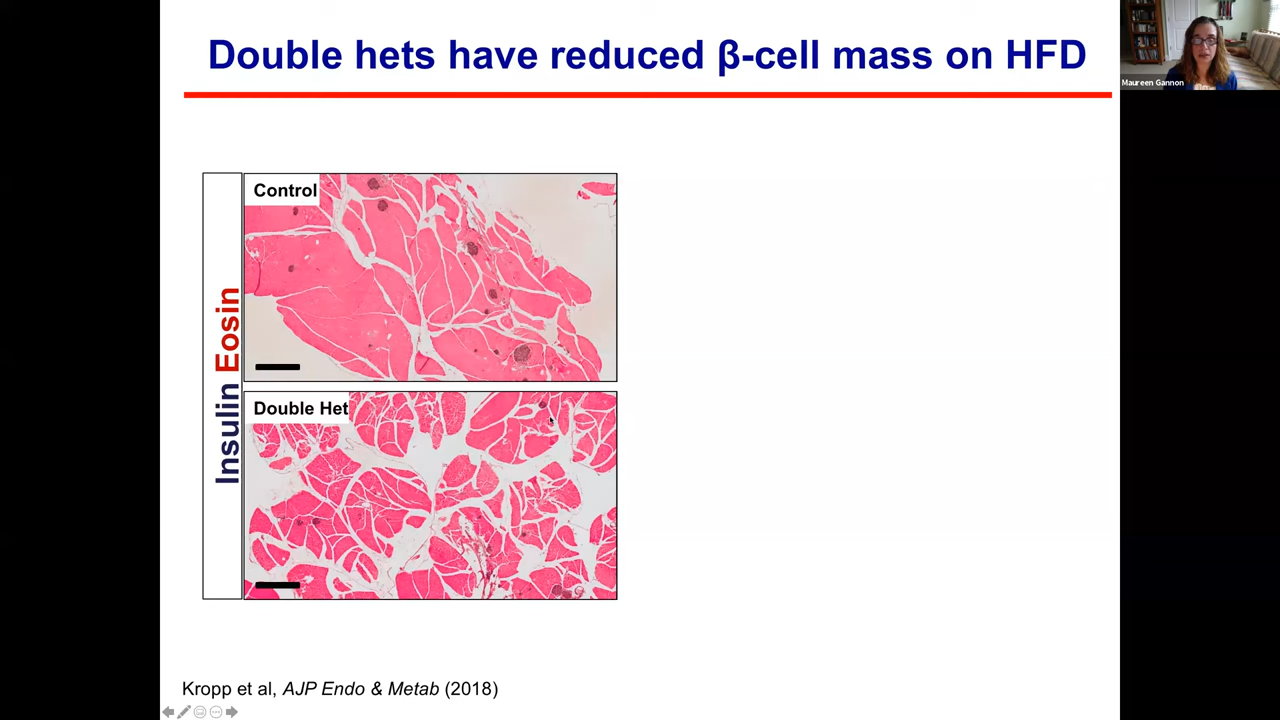 Double hets have reduced β-cell mass on HFD
Maureen Gannon
Control
Insulin Eosin
Double Het
Kropp et al, AJP Endo & Metab (2018)